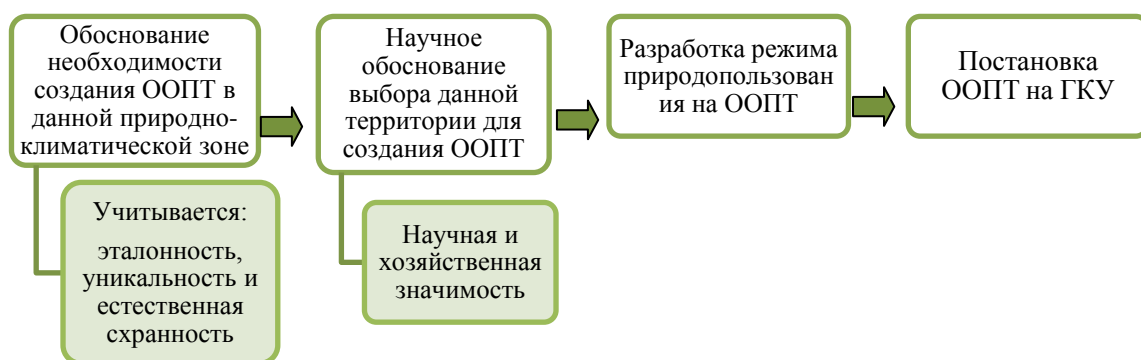 Обоснование
необходимости
создания ООПТ в
данной природно-
климатической зоне
Учитывается:
эталонность,
уникальность и
естественная
схранность
Научное
обоснование
выбора данной
территории для
создания ООПТ
Научная и
хозяйственная
значимость
Разработка режима
природопользован
ия на ООПТ
Постановка
ООПТ на ГКУ